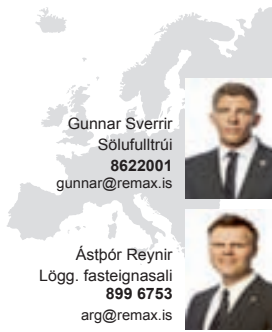 Gunnar Sverrir
Sölufulltrúi
8622001
gunnar@remax.is
Ástþór Reynir
Lögg. fasteignasali
899 6753
arg@remax.is